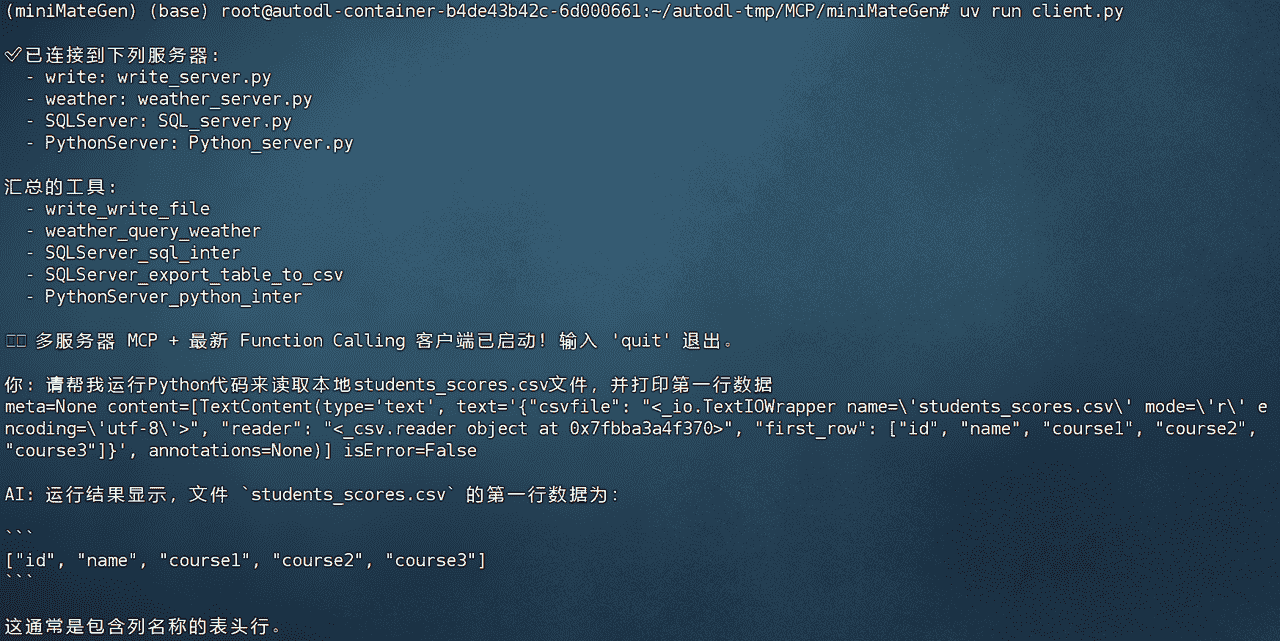 (miniMateGen) (base) root@autodl-container-b4de43b42c-6d000661:~/autodl-tmp/MCP/miniMateGen# uv run client.py
✅已连接到下列服务器：
- write: write_server.py
- weather: weather_server.py
- SQLServer: SQL_server.py
- PythonServer: Python_server.py
汇总的工具：
- write_write_file
- weather_query_weather
- SQLServer_sql_inter
- SQLServer_export_table_to_csv
- PythonServer_python_inter
多服务器 MCP + 最新 Function Calling 客户端已启动！输入 'quit' 退出。
你：请帮我运行Python代码来读取本地students_scores.csv文件，并打印第一行数据
meta=None content=[TextContent(type='text', text='{"csvfile": "<_io.TextIOWrapper name=\'students_scores.csv\' mode=\'r\' e
ncoding=\'utf-8\'>", "reader": "<_csv.reader object at 0x7fbba3a4f370>", "first_row": ["id", "name", "course1", "course2",
"course3"]}', annotations=None)] isError=False
AI: 运行结果显示，文件 `students_scores.csv` 的第一行数据为：
```
["id", "name", "course1", "course2", "course3"]
```
这通常是包含列名称的表头行。